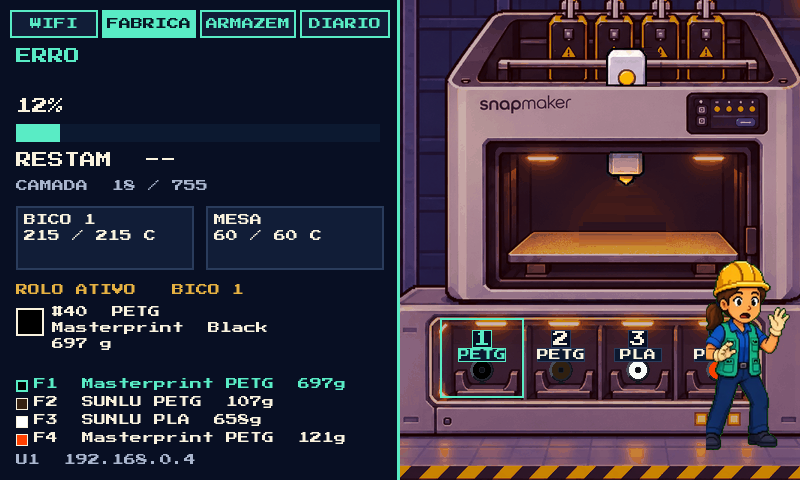 WIFI FABRICA ARMAZEM DIARIO
ERRO
12%
RESTAM --
CAMADA 18 / 755
BICO 1
215 / 215 C
MESA
60 / 60 C
ROLO ATIVO BICO 1
#40 PETG
Masterprint Black
697 g
F1 Masterprint PETG 697g
F2 SUNLU PETG 107g
F3 SUNLU PLA 658g
F4 Masterprint PETG 121g
U1 192.168.0.4
snapmaker
1 2 3
PETG PETG PLA